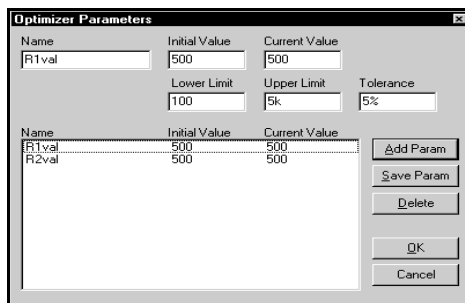 Optimizer Parameters
Name Initial Value Current Value
R1val 500 500
Lower Limit Upper Limit Tolerance
100 5k 5%
Name Initial Value Current Value
R1val 500 500
R2val 500 500
Add Param
Save Param
Delete
OK
Cancel